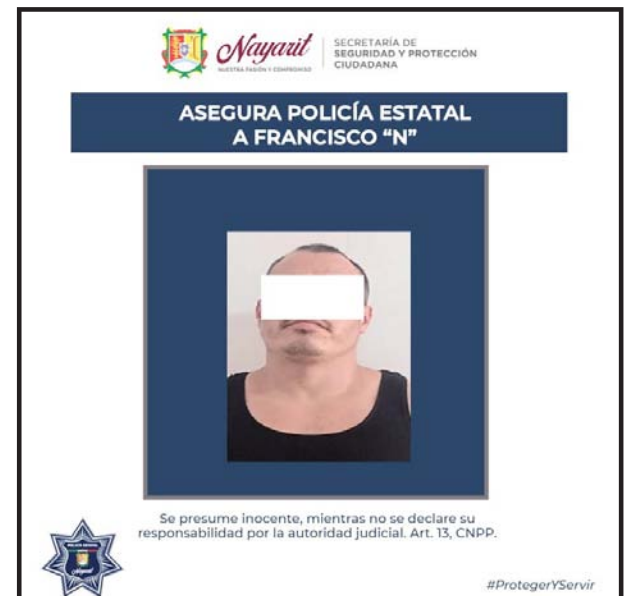 Nayarit
NUESTRA PASIÓN Y COMPROMISO
SECRETARÍA DE
SEGURIDAD Y PROTECCIÓN
CIUDADANA
ASEGURA POLICÍA ESTATAL
A FRANCISCO “N”
Se presume inocente, mientras no se declare su
responsabilidad por la autoridad judicial. Art. 13, CNPP.
Nayarit
#ProtegerYServir